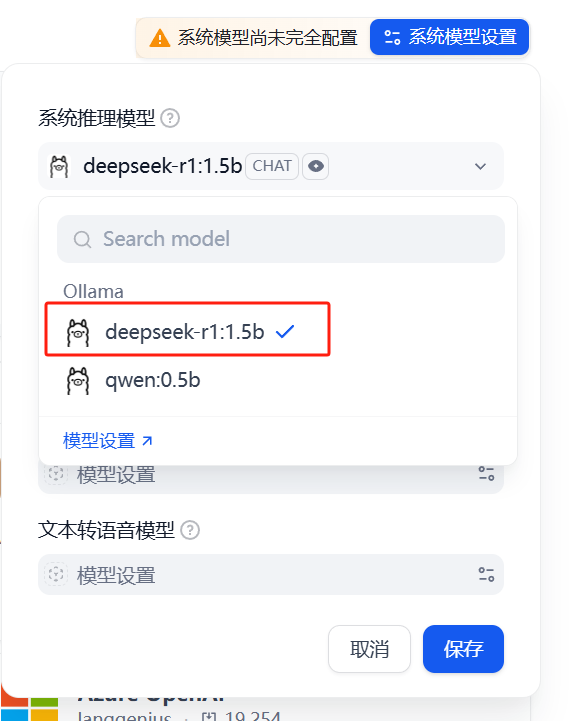 系统模型尚未完全配置
系统模型设置
系统推理模型
deepseek-r1:1.5b CHAT
Search model
Ollama
deepseek-r1:1.5b
qwen:0.5b
模型设置
模型设置
文本转语音模型
模型设置
取消
保存
Azure OpenAI
langgenius
19,254